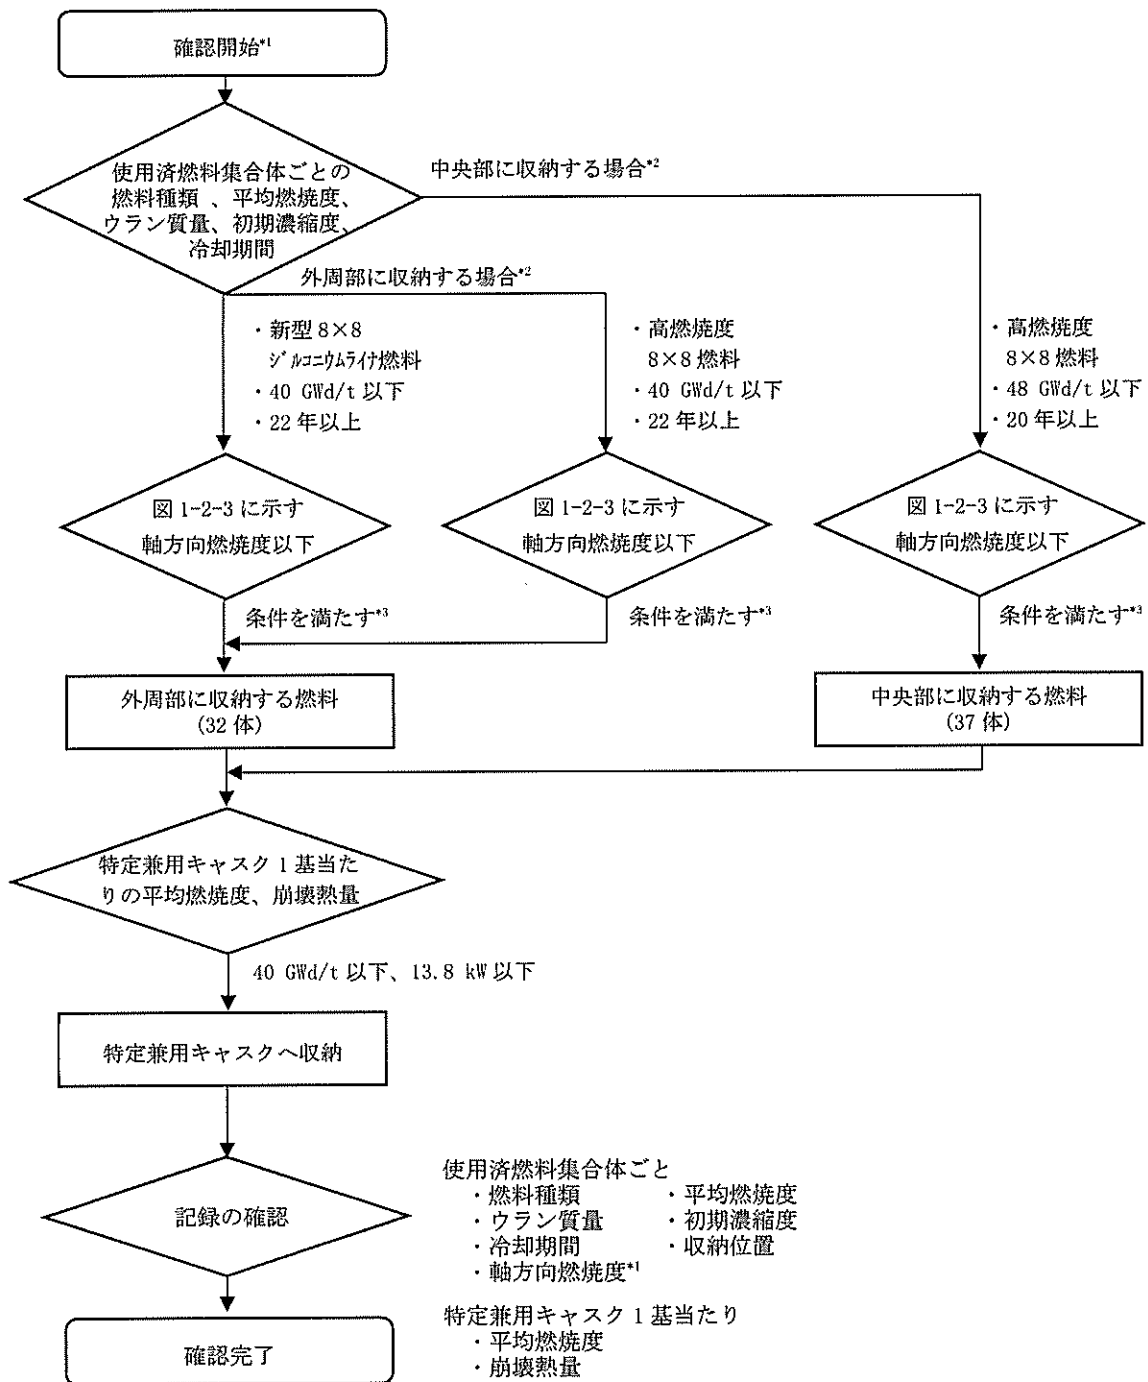 確認開始*1
使用済燃料集合体ごとの
燃料種類 、平均燃焼度、
ウラン質量、初期濃縮度、
冷却期間
中央部に収納する場合*2
外周部に収納する場合*2
・新型 8×8
ジルコニウムライナ燃料
・40 GWd/t 以下
・22 年以上
・高燃焼度
8×8 燃料
・40 GWd/t 以下
・22 年以上
・高燃焼度
8×8 燃料
・48 GWd/t 以下
・20 年以上
図 1-2-3 に示す
軸方向燃焼度以下
図 1-2-3 に示す
軸方向燃焼度以下
図 1-2-3 に示す
軸方向燃焼度以下
条件を満たす*3
条件を満たす*3
条件を満たす*3
外周部に収納する燃料
(32 体)
中央部に収納する燃料
(37 体)
特定兼用キャスク 1 基当た
りの平均燃焼度、崩壊熱量
40 GWd/t 以下、13.8 kW 以下
特定兼用キャスクへ収納
記録の確認
使用済燃料集合体ごと
・燃料種類 ・平均燃焼度
・ウラン質量 ・初期濃縮度
・冷却期間 ・収納位置
・軸方向燃焼度*1
特定兼用キャスク 1 基当たり
・平均燃焼度
・崩壊熱量
確認完了